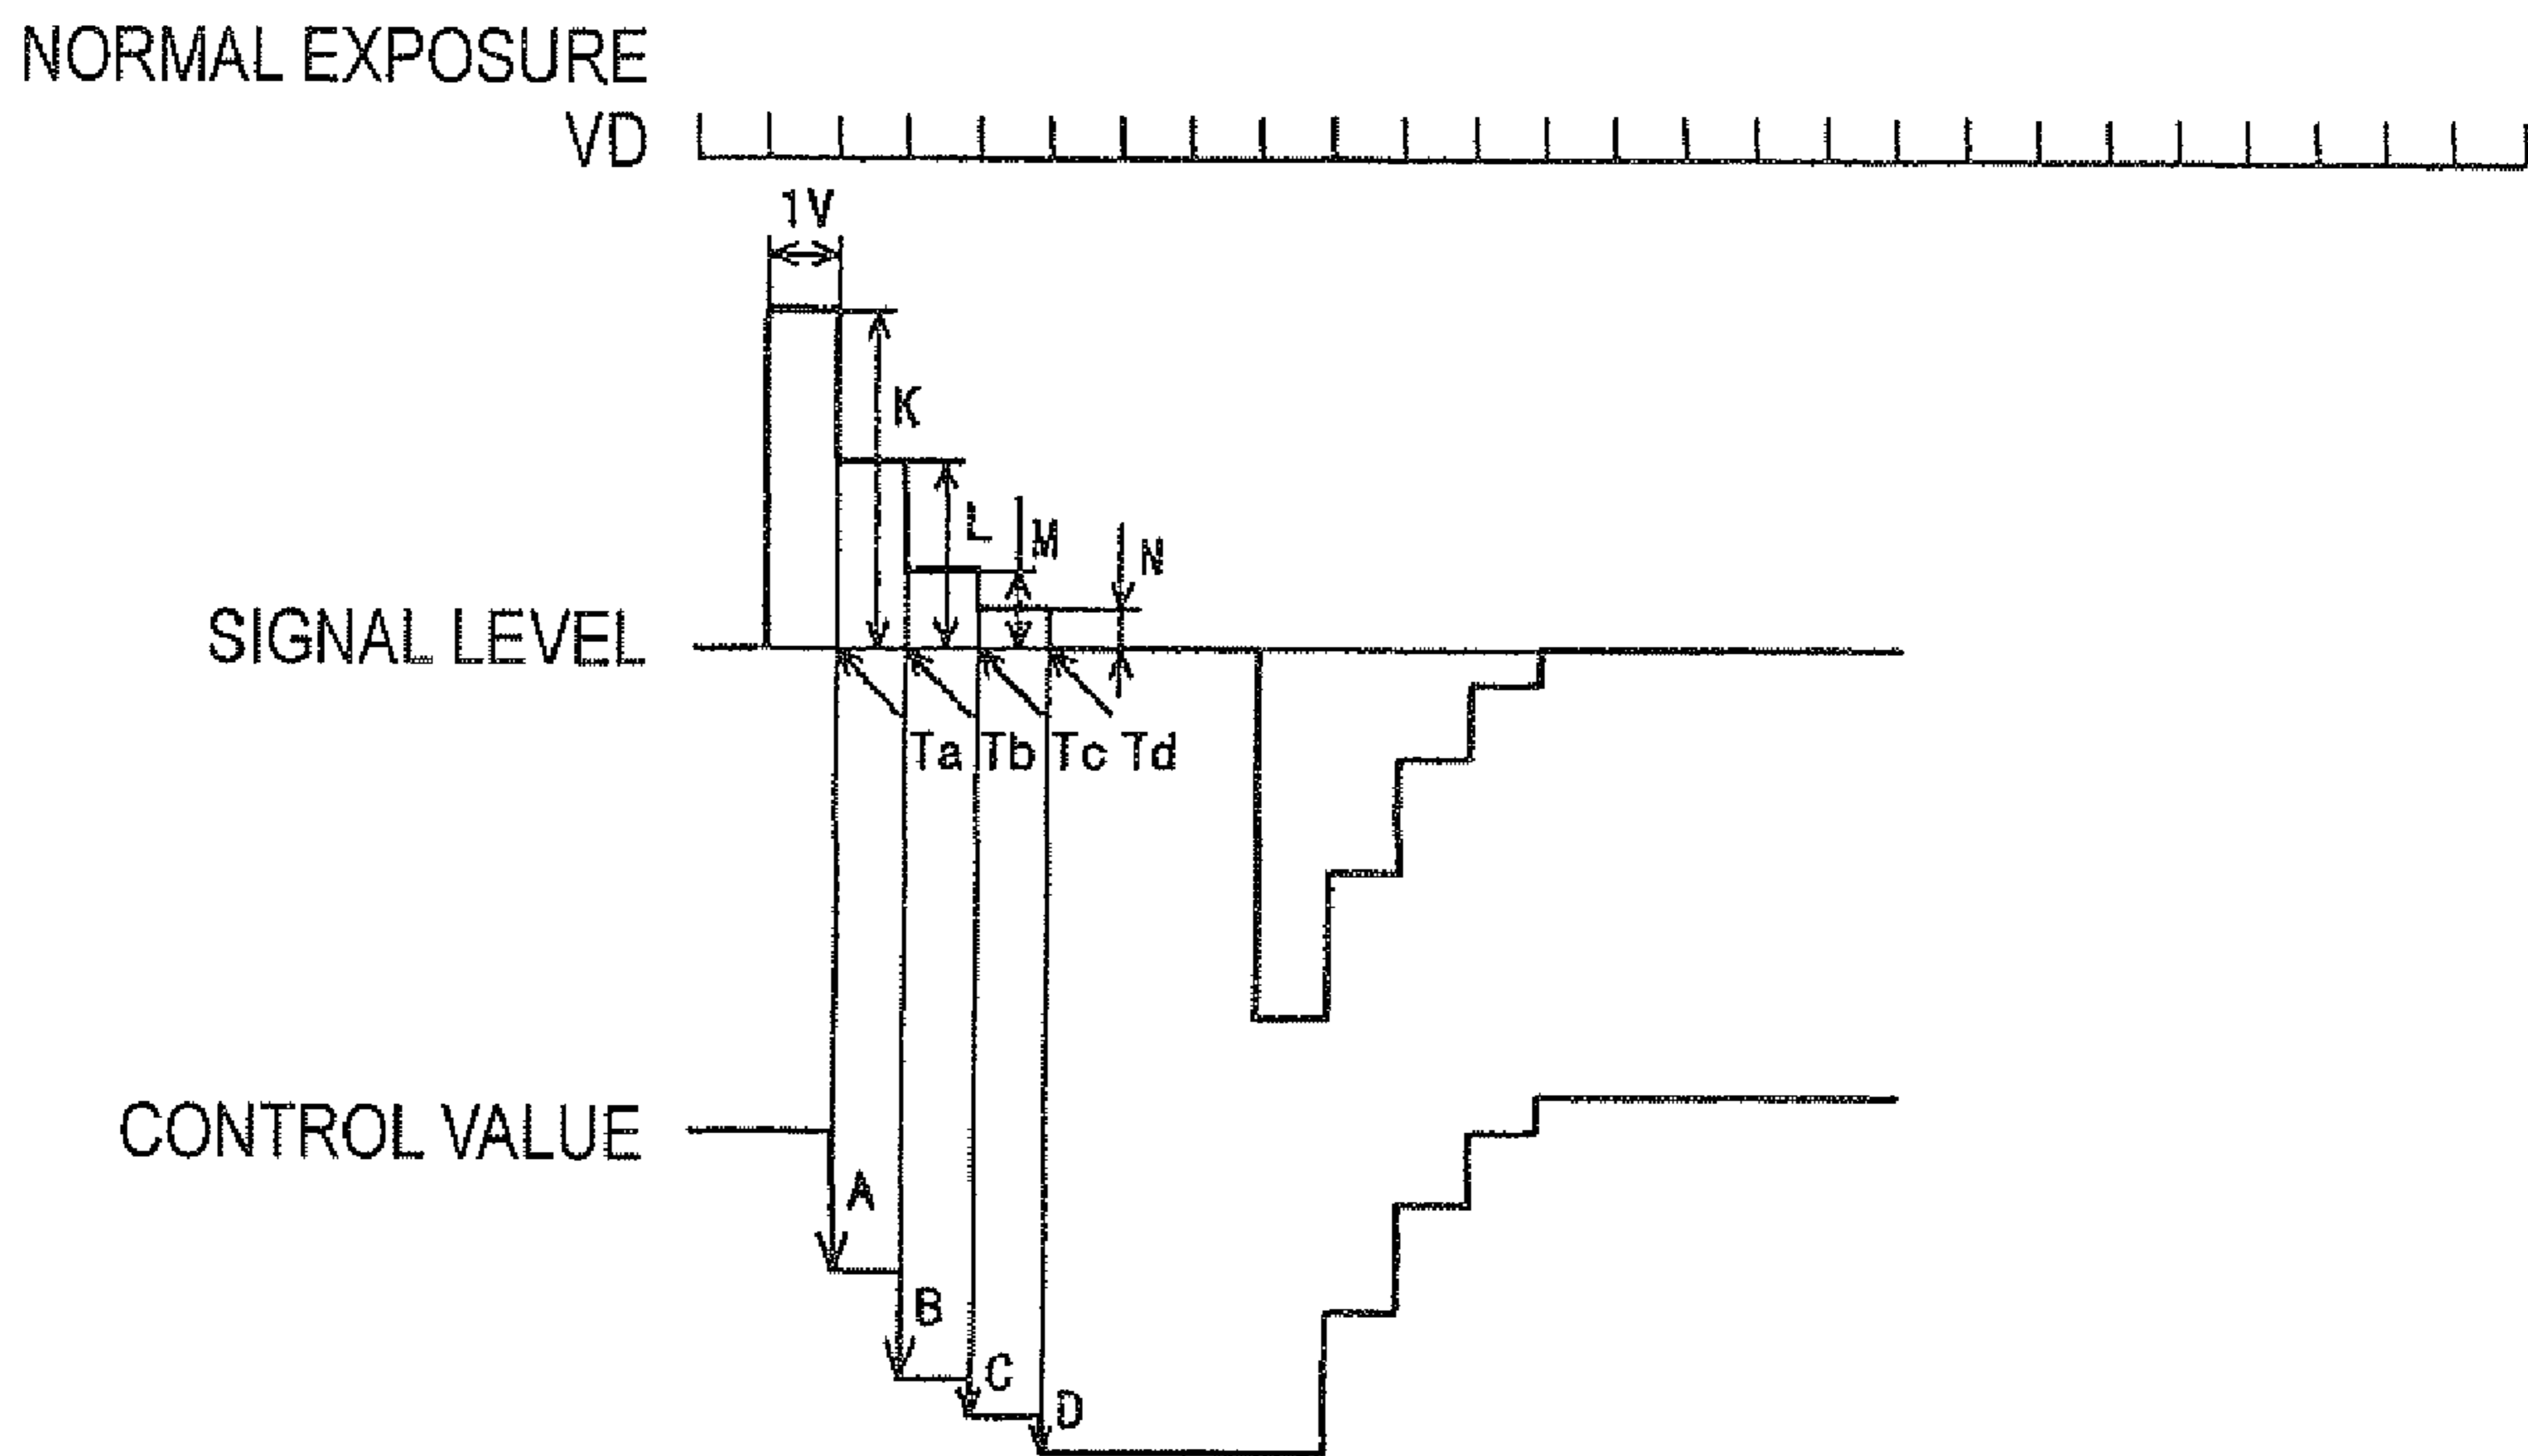 NORMAL EXPOSURE
VD
1V
K
L
M
N
SIGNAL LEVEL
Ta Tb Tc Td
CONTROL VALUE
A
B
C
D